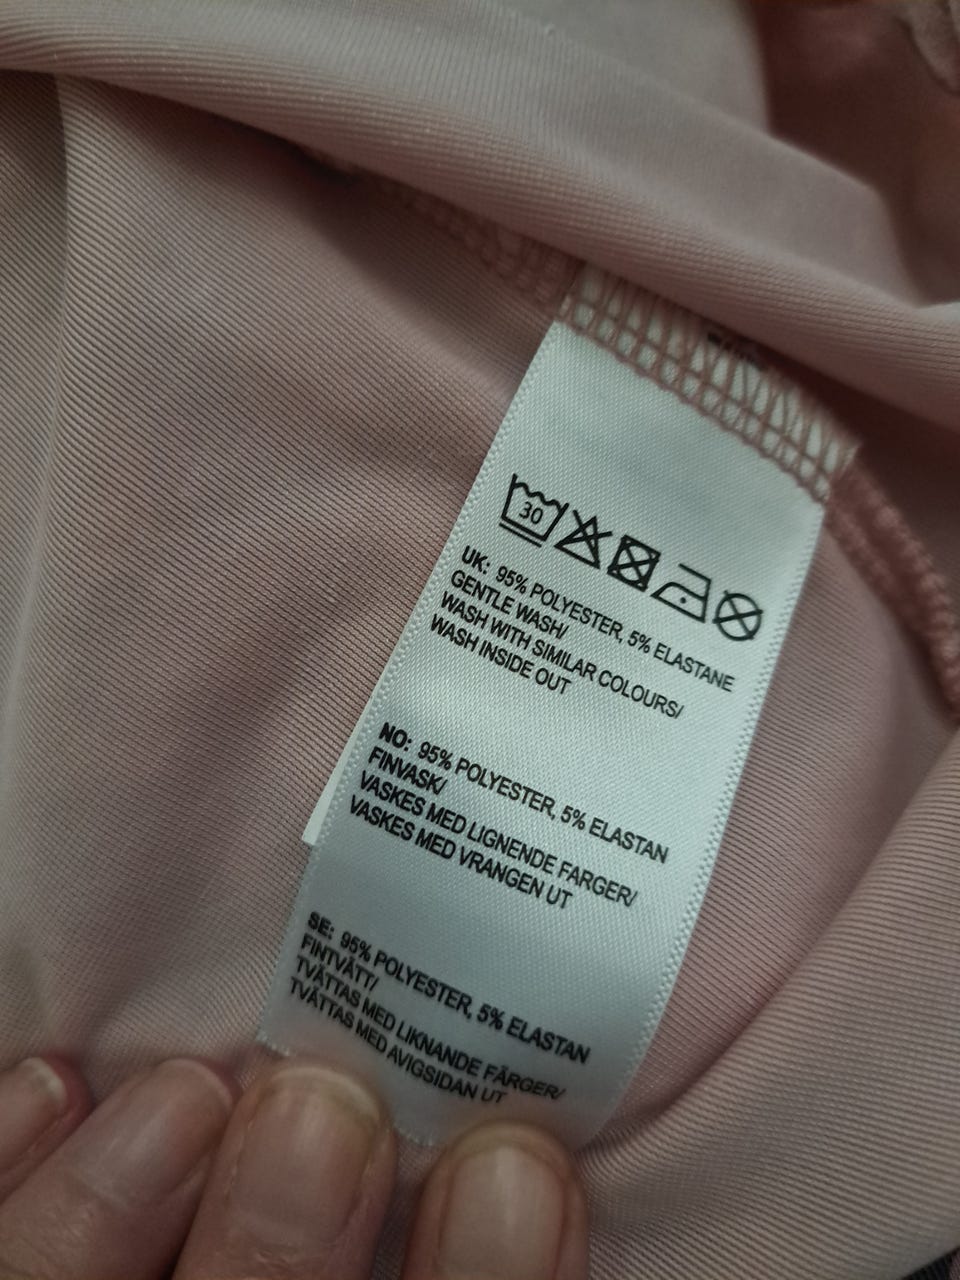 30
UK: 95% POLYESTER, 5% ELASTANE
GENTLE WASH/
WASH WITH SIMILAR COLOURS/
WASH INSIDE OUT
NO: 95% POLYESTER, 5% ELASTAN
FINVASK/
VASKES MED LIGNENDE FARGER/
VASKES MED VRANGEN UT
SE: 95% POLYESTER, 5% ELASTAN
FINTVÄTT/
TVÄTTAS MED LIKNANDE FÄRGER/
TVÄTTAS MED AVIGSIDAN UT